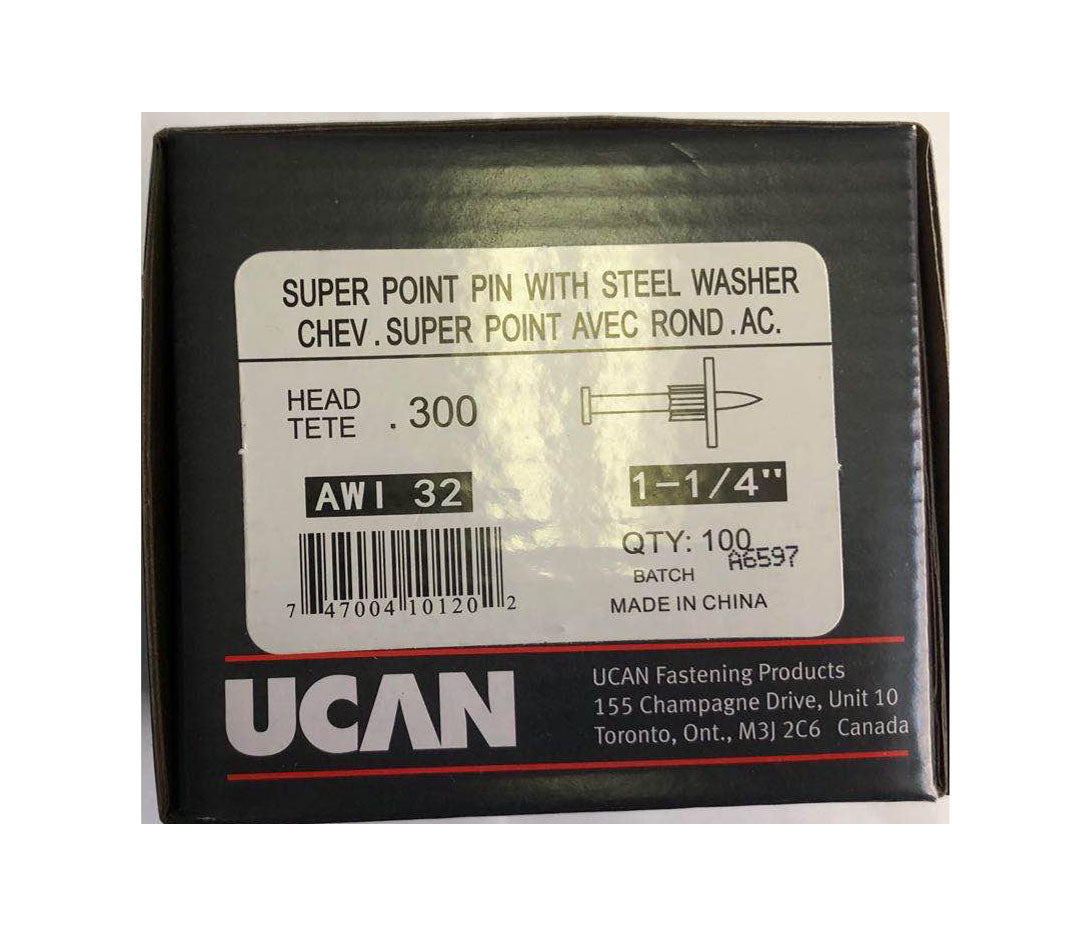 SUPER POINT PIN WITH STEEL WASHER
CHEV. SUPER POINT AVEC ROND. AC.
HEAD
TETE .300
AWI 32
1-1/4"
7 47004 10120 2
QTY: 100
BATCH A6597
MADE IN CHINA
UCAN
UCAN Fastening Products
155 Champagne Drive, Unit 10
Toronto, Ont., M3J 2C6 Canada